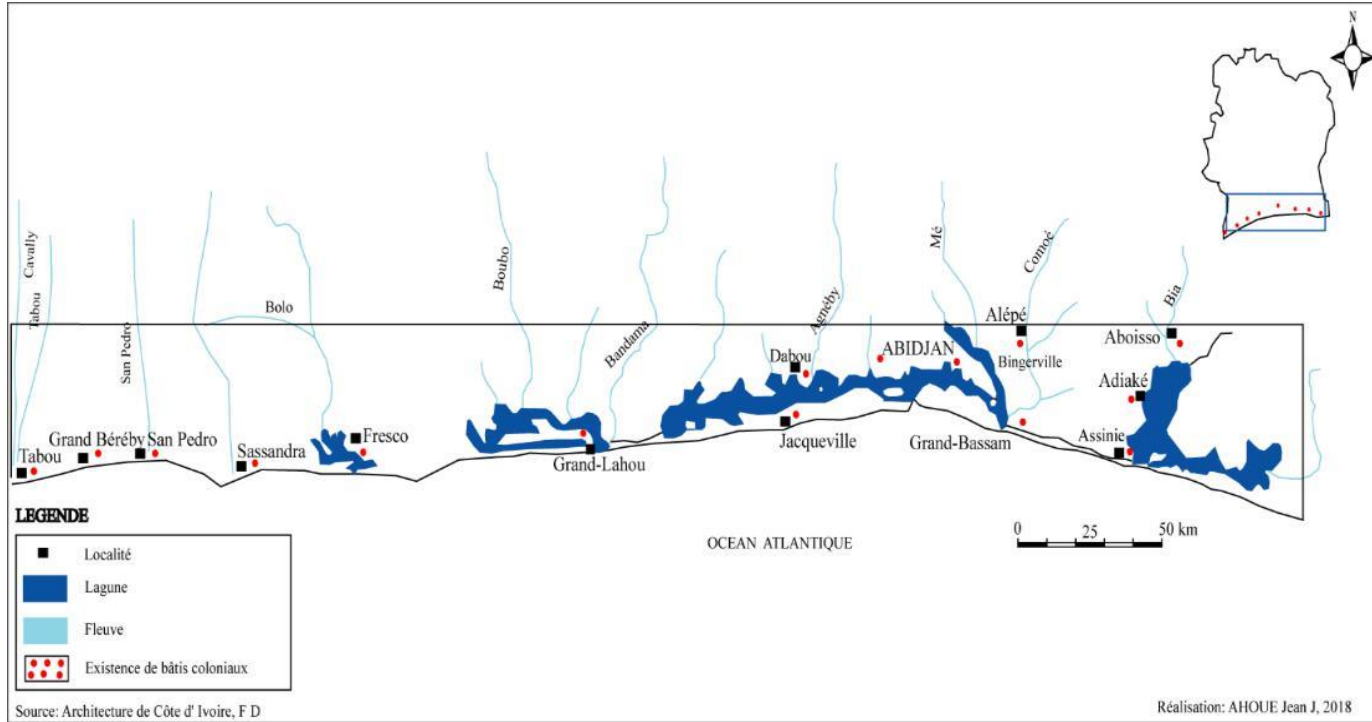 N
Cavally
Tabou
San Pedro
Bolo
Boubo
Bandama
Agnéby
Mé
Comoé
Bia
Alépé
Aboisso
Dabou
ABIDJAN
Bingerville
Adiaké
Tabou
Grand Béréby
San Pedro
Sassandra
Fresco
Grand-Lahou
Jacqueville
Grand-Bassam
Assinie
LEGENDE
Localité
Lagune
Fleuve
Existence de bâtis coloniaux
OCEAN ATLANTIQUE
0 25 50 km
Source: Architecture de Côte d' Ivoire, F D
Réalisation: AHOUE Jean J, 2018